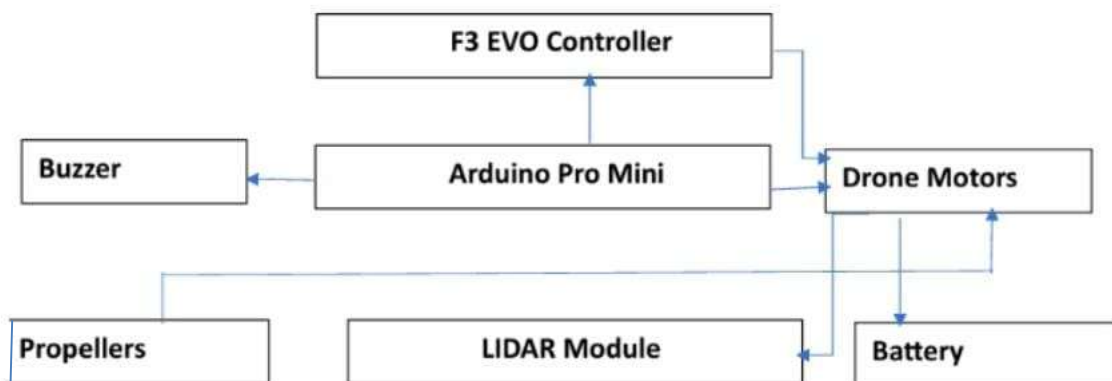 F3 EVO Controller
Buzzer
Arduino Pro Mini
Drone Motors
Propellers
LIDAR Module
Battery